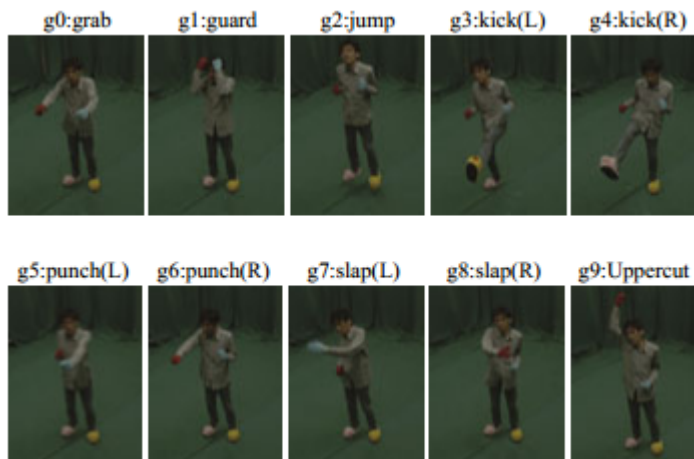 g0:grab g1:guard g2:jump g3:kick(L) g4:kick(R)
g5:punch(L) g6:punch(R) g7:slap(L) g8:slap(R) g9:Uppercut